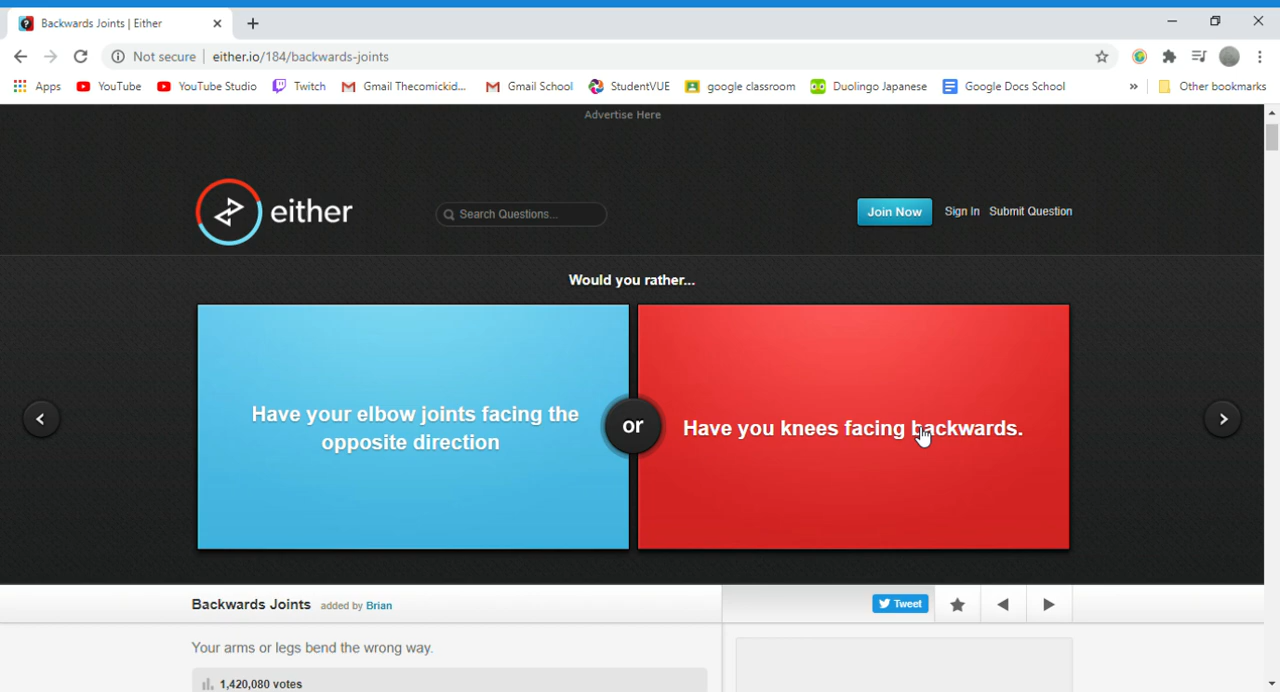 Backwards Joints | Either
Not secure
either.io/184/backwards-joints
Apps
YouTube
YouTube Studio
Twitch
Gmail Thecomickid...
Gmail School
StudentVUE
google classroom
Duolingo Japanese
Google Docs School
»
Other bookmarks
Advertise Here
either
Search Questions...
Join Now
Sign In
Submit Question
Would you rather...
Have your elbow joints facing the
opposite direction
or
Have you knees facing backwards.
Backwards Joints added by Brian
Tweet
Your arms or legs bend the wrong way.
1,420,080 votes